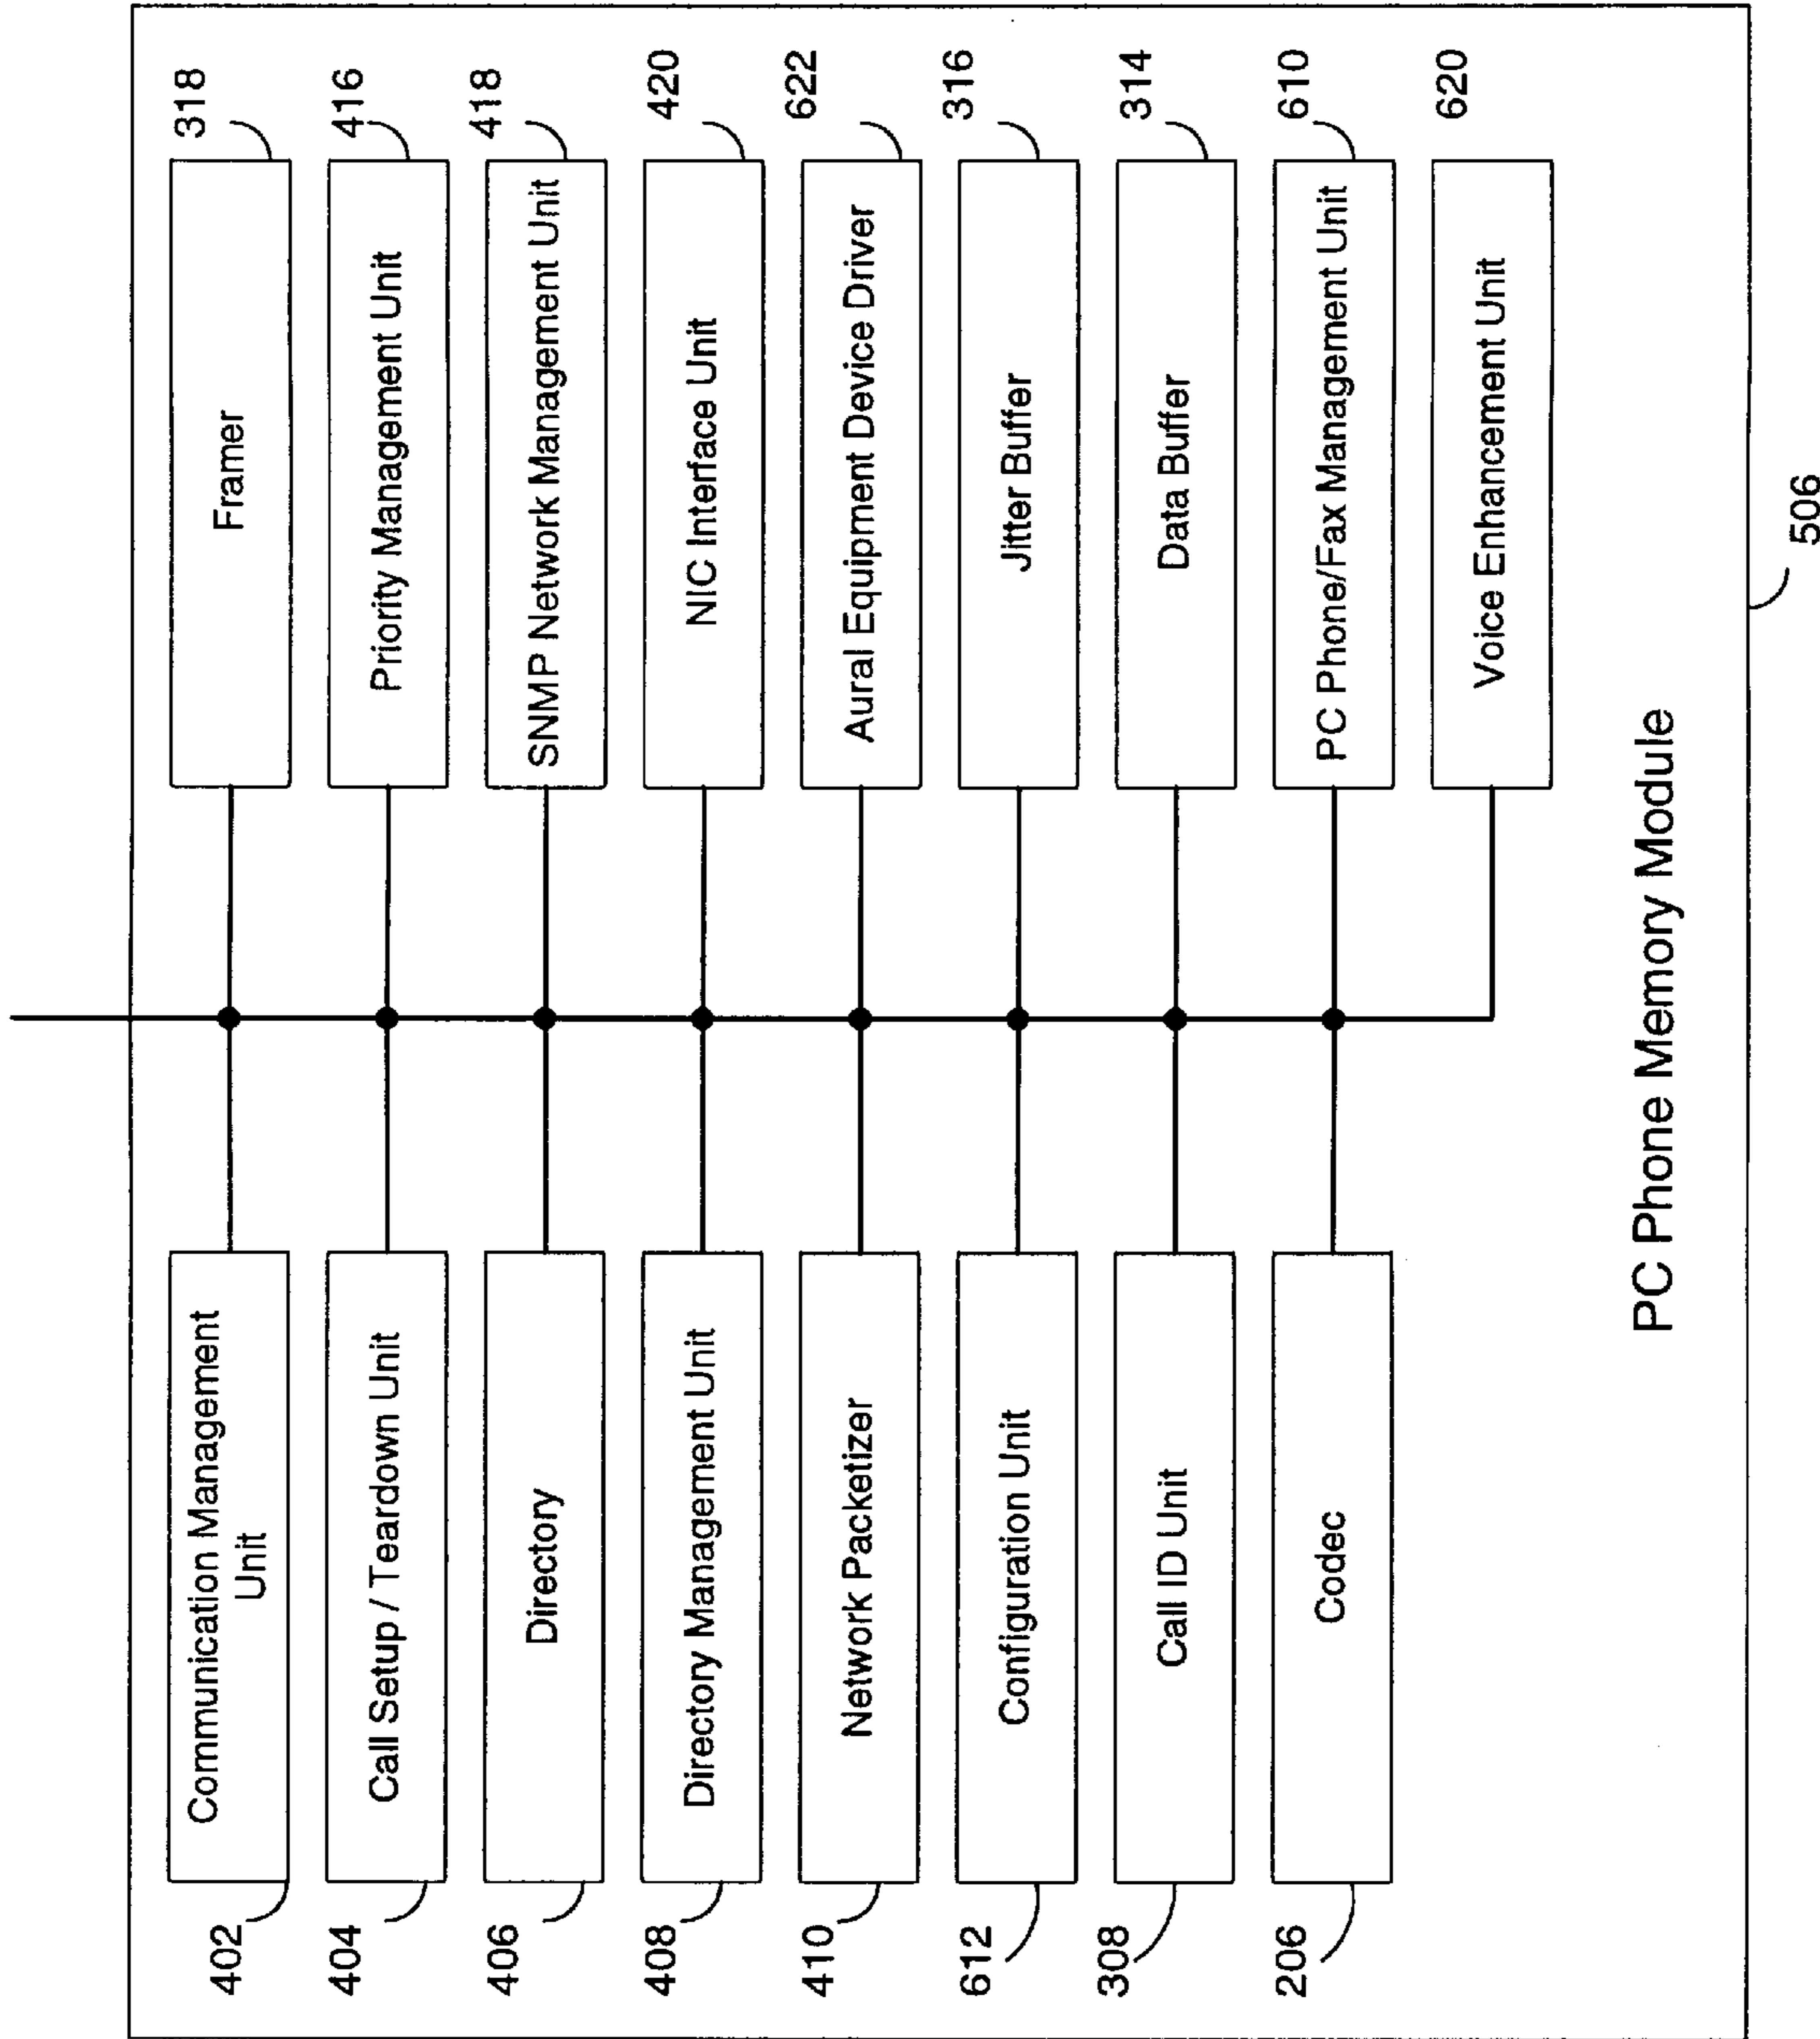 402
Communication Management
Unit
404
Call Setup / Teardown Unit
406
Directory
408
Directory Management Unit
410
Network Packetizer
612
Configuration Unit
308
Call ID Unit
206
Codec
Framer
318
Priority Management Unit
416
SNMP Network Management Unit
418
NIC Interface Unit
420
Aural Equipment Device Driver
622
Jitter Buffer
316
Data Buffer
314
PC Phone/Fax Management Unit
610
Voice Enhancement Unit
620
PC Phone Memory Module
506